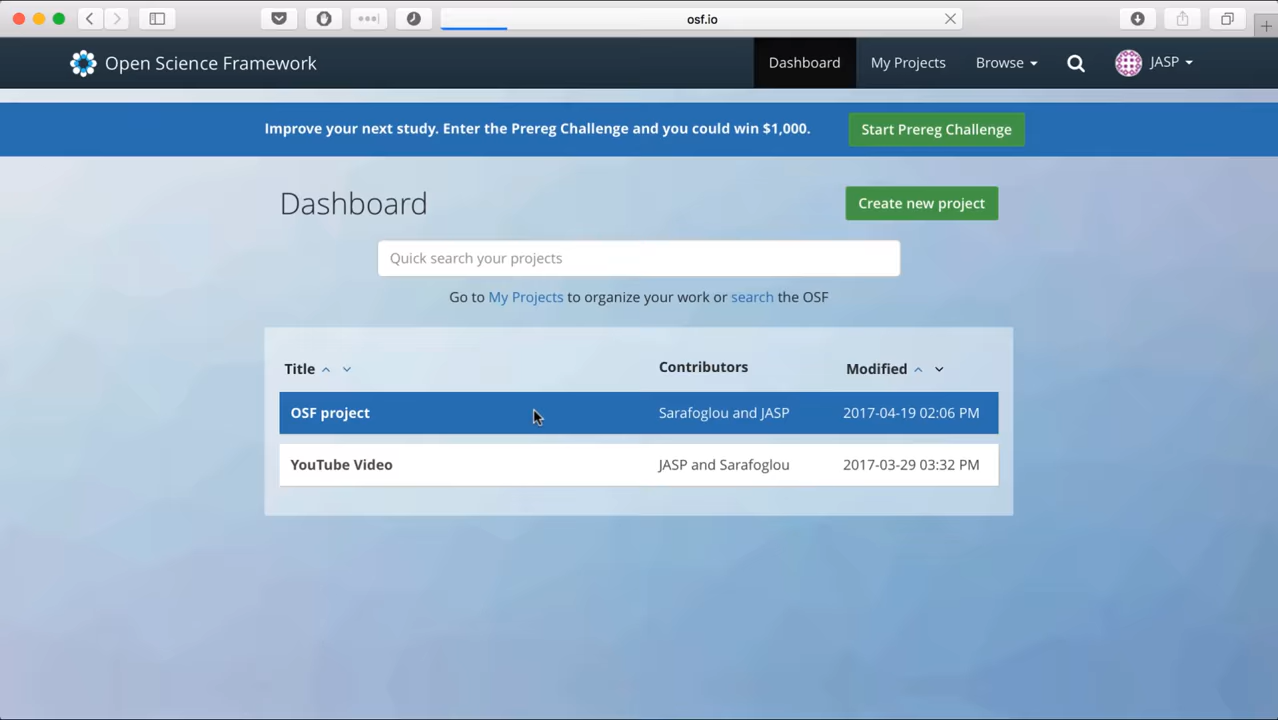 osf.io
Open Science Framework
Dashboard My Projects Browse JASP
Improve your next study. Enter the Prereg Challenge and you could win $1,000. Start Prereg Challenge
Dashboard Create new project
Quick search your projects
Go to My Projects to organize your work or search the OSF
Title Contributors Modified
OSF project Sarafoglou and JASP 2017-04-19 02:06 PM
YouTube Video JASP and Sarafoglou 2017-03-29 03:32 PM